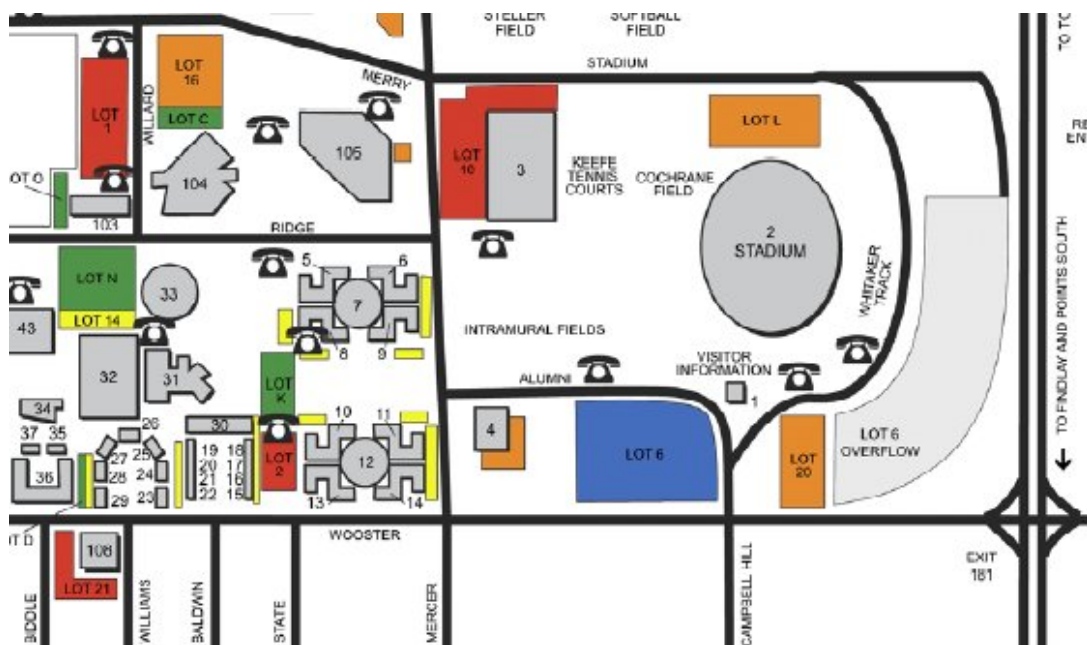 STELLER
FIELD
SOFTBALL
FIELD
STADIUM
MERRY
WILLARD
LOT
16
LOT C
LOT
1
104
105
103
RIDGE
LOT
10
3
KEEFE
TENNIS
COURTS
LOT L
COCHRANE
FIELD
2
STADIUM
WHITAKER
TRACK
TO FINDLAY AND POINTS SOUTH
LOT N
LOT 14
33
43
32
31
5
6
7
8
9
INTRAMURAL FIELDS
ALUMNI
VISITOR
INFORMATION
1
LOT
K
30
34
37
35
36
26
27
25
28
24
29
23
19
18
20
17
21
16
22
15
LOT
2
10
11
12
13
14
4
LOT 6
LOT
20
LOT 6
OVERFLOW
WOOSTER
LOT 21
BIDDLE
WILLIAMS
BALDWIN
STATE
MERCER
CAMPBELL HILL
EXIT
181